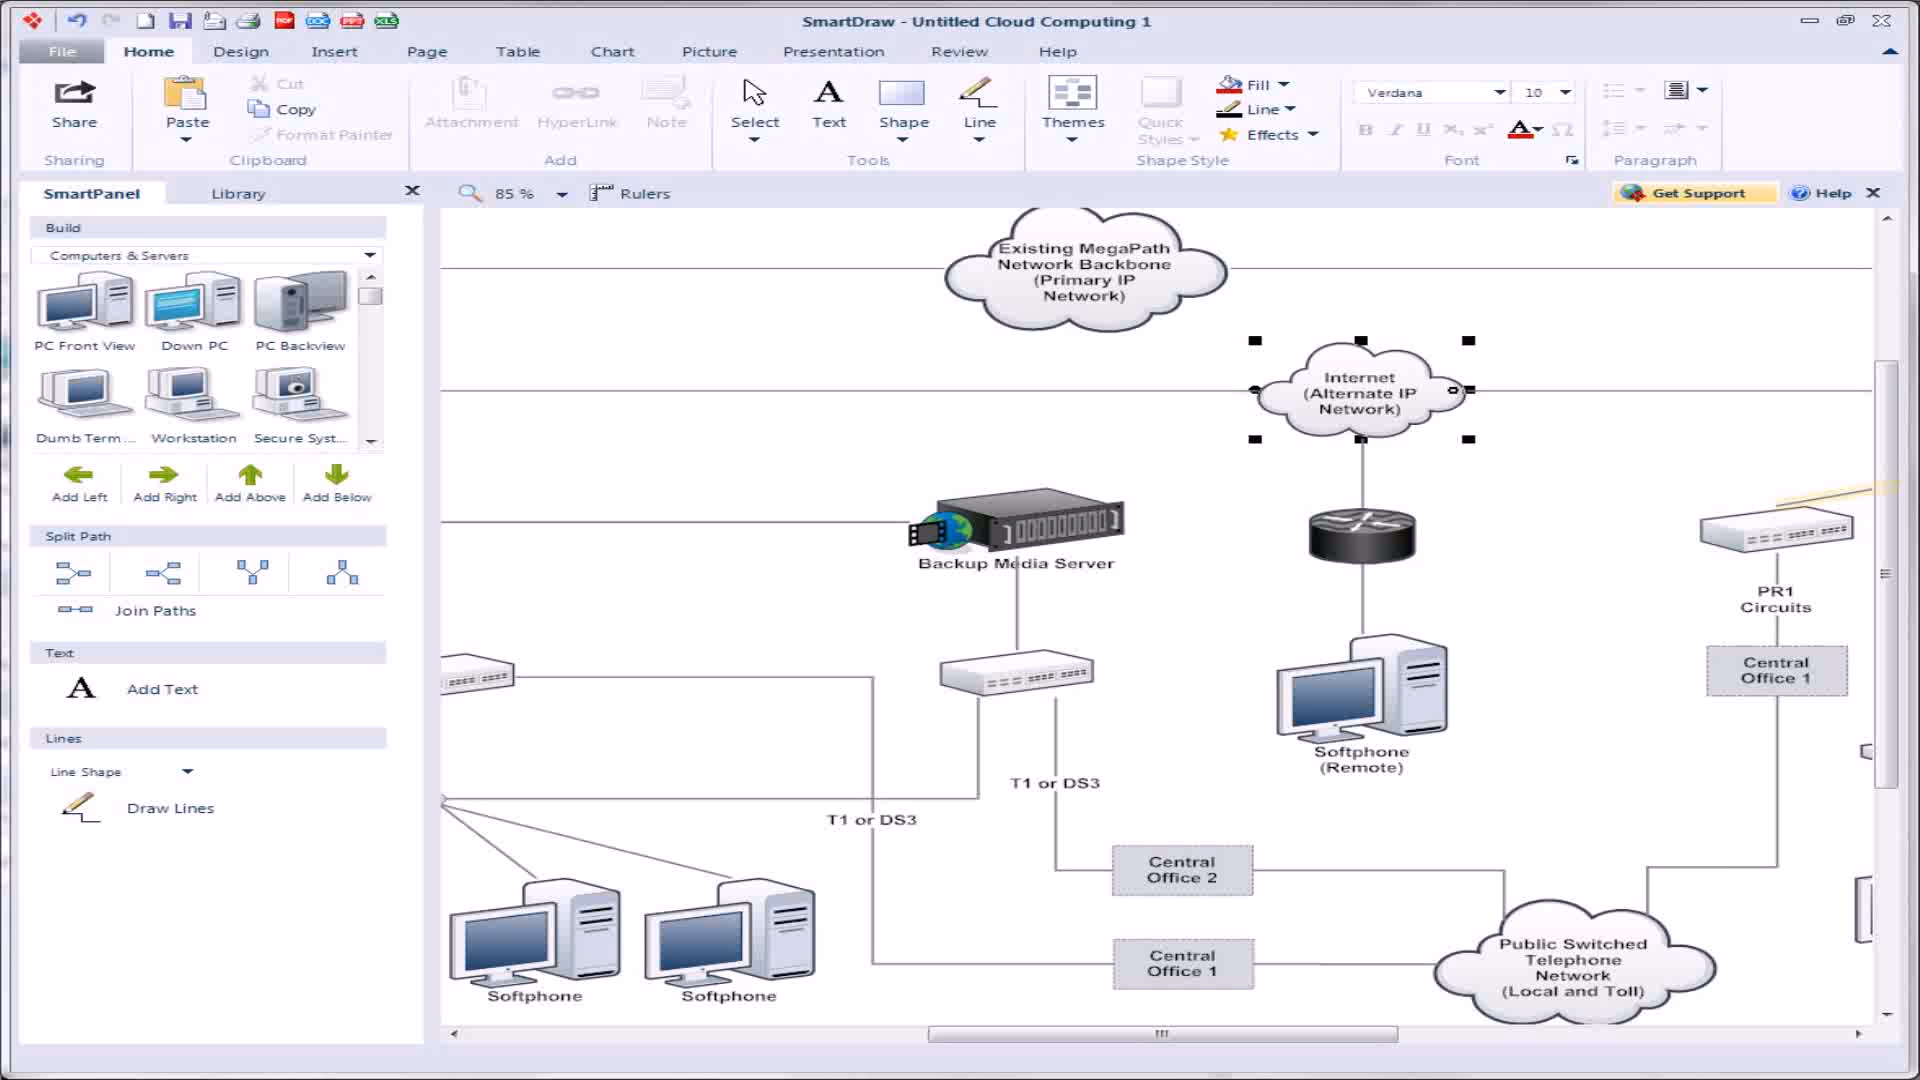 PDF
DOC
PPT
XLS
SmartDraw - Untitled Cloud Computing 1
File
Home
Design
Insert
Page
Table
Chart
Picture
Presentation
Review
Help
Share
Sharing
Paste
Cut
Copy
Format Painter
Clipboard
Attachment
HyperLink
Note
Add
Select
Text
Shape
Line
Tools
Themes
Quick
Styles
Fill
Line
Effects
Shape Style
Verdana
10
B
I
U
A
Font
Paragraph
SmartPanel
Library
85 %
Rulers
Get Support
Help
Build
Computers & Servers
PC Front View
Down PC
PC Backview
Dumb Term ...
Workstation
Secure Syst...
Add Left
Add Right
Add Above
Add Below
Split Path
Join Paths
Text
A
Add Text
Lines
Line Shape
Draw Lines
Existing MegaPath
Network Backbone
(Primary IP
Network)
Internet
(Alternate IP
Network)
Backup Media Server
PR1
Circuits
Central
Office 1
Softphone
(Remote)
T1 or DS3
T1 or DS3
Central
Office 2
Central
Office 1
Public Switched
Telephone
Network
(Local and Toll)
Softphone
Softphone